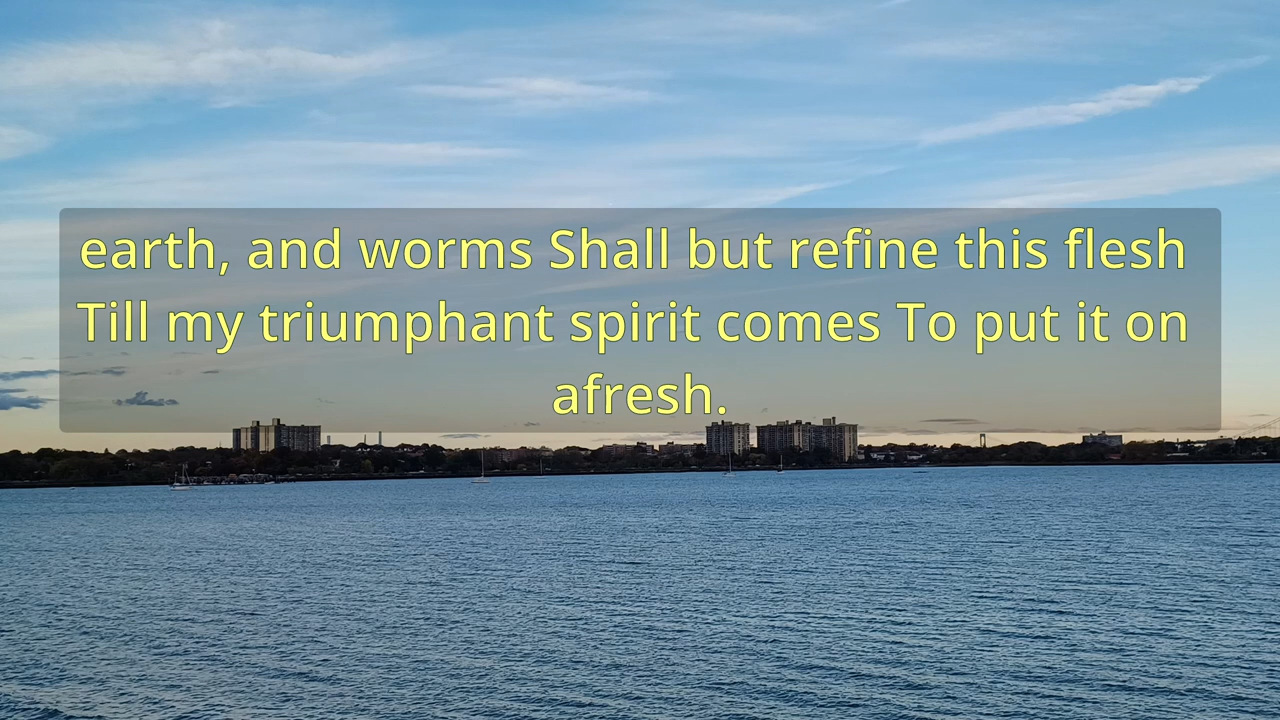 earth, and worms Shall but refine this flesh
Till my triumphant spirit comes To put it on
afresh.